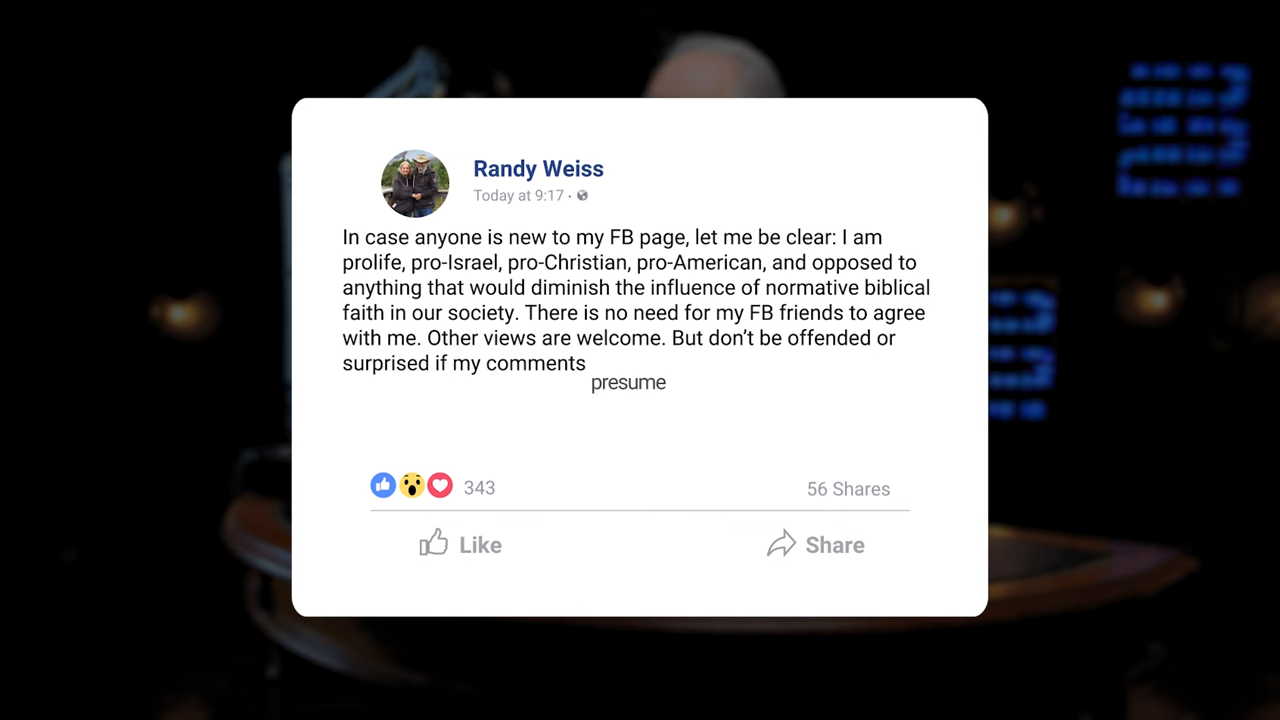 Randy Weiss
Today at 9:17 ·
In case anyone is new to my FB page, let me be clear: I am
prolife, pro-Israel, pro-Christian, pro-American, and opposed to
anything that would diminish the influence of normative biblical
faith in our society. There is no need for my FB friends to agree
with me. Other views are welcome. But don’t be offended or
surprised if my comments
presume
343
56 Shares
Like
Share